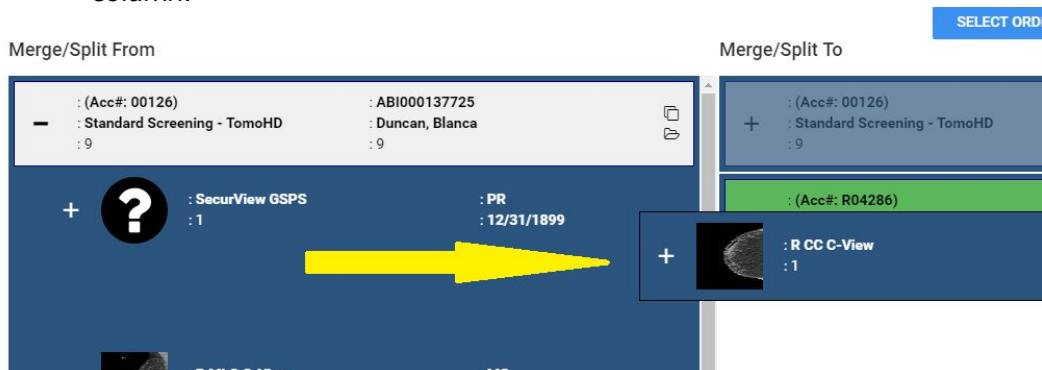 column.
SELECT ORD
Merge/Split From
Merge/Split To
: (Acc#: 00126)
: ABI000137725
: Standard Screening - TomoHD
: Duncan, Blanca
: 9
: 9
: (Acc#: 00126)
: Standard Screening - TomoHD
: 9
: SecurView GSPS
: PR
: 1
: 12/31/1899
: (Acc#: R04286)
: R CC C-View
: 1